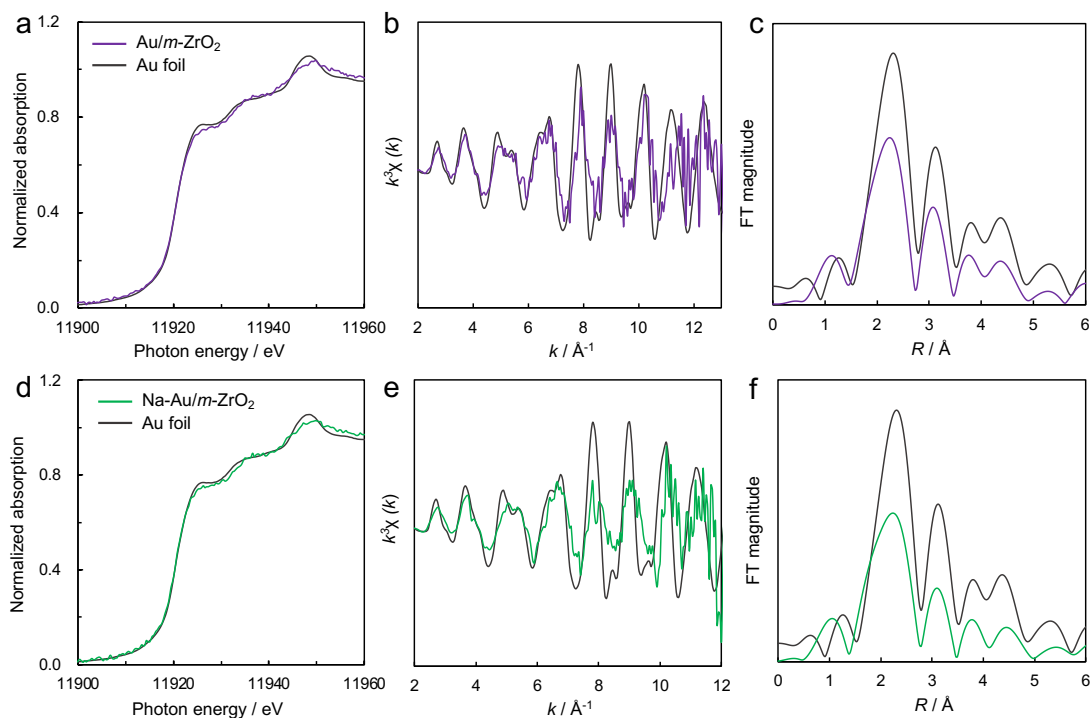 a
1.2
Au/m-ZrO₂
Au foil
0.8
0.4
0.0
Normalized absorption
11900
11920
11940
11960
Photon energy / eV
b
k³χ (k)
2
4
6
8
10
12
k / Å⁻¹
c
FT magnitude
0
1
2
3
4
5
6
R / Å
d
1.2
Na-Au/m-ZrO₂
Au foil
0.8
0.4
0.0
Normalized absorption
11900
11920
11940
11960
Photon energy / eV
e
k³χ (k)
2
4
6
8
10
12
k / Å⁻¹
f
FT magnitude
0
1
2
3
4
5
6
R / Å